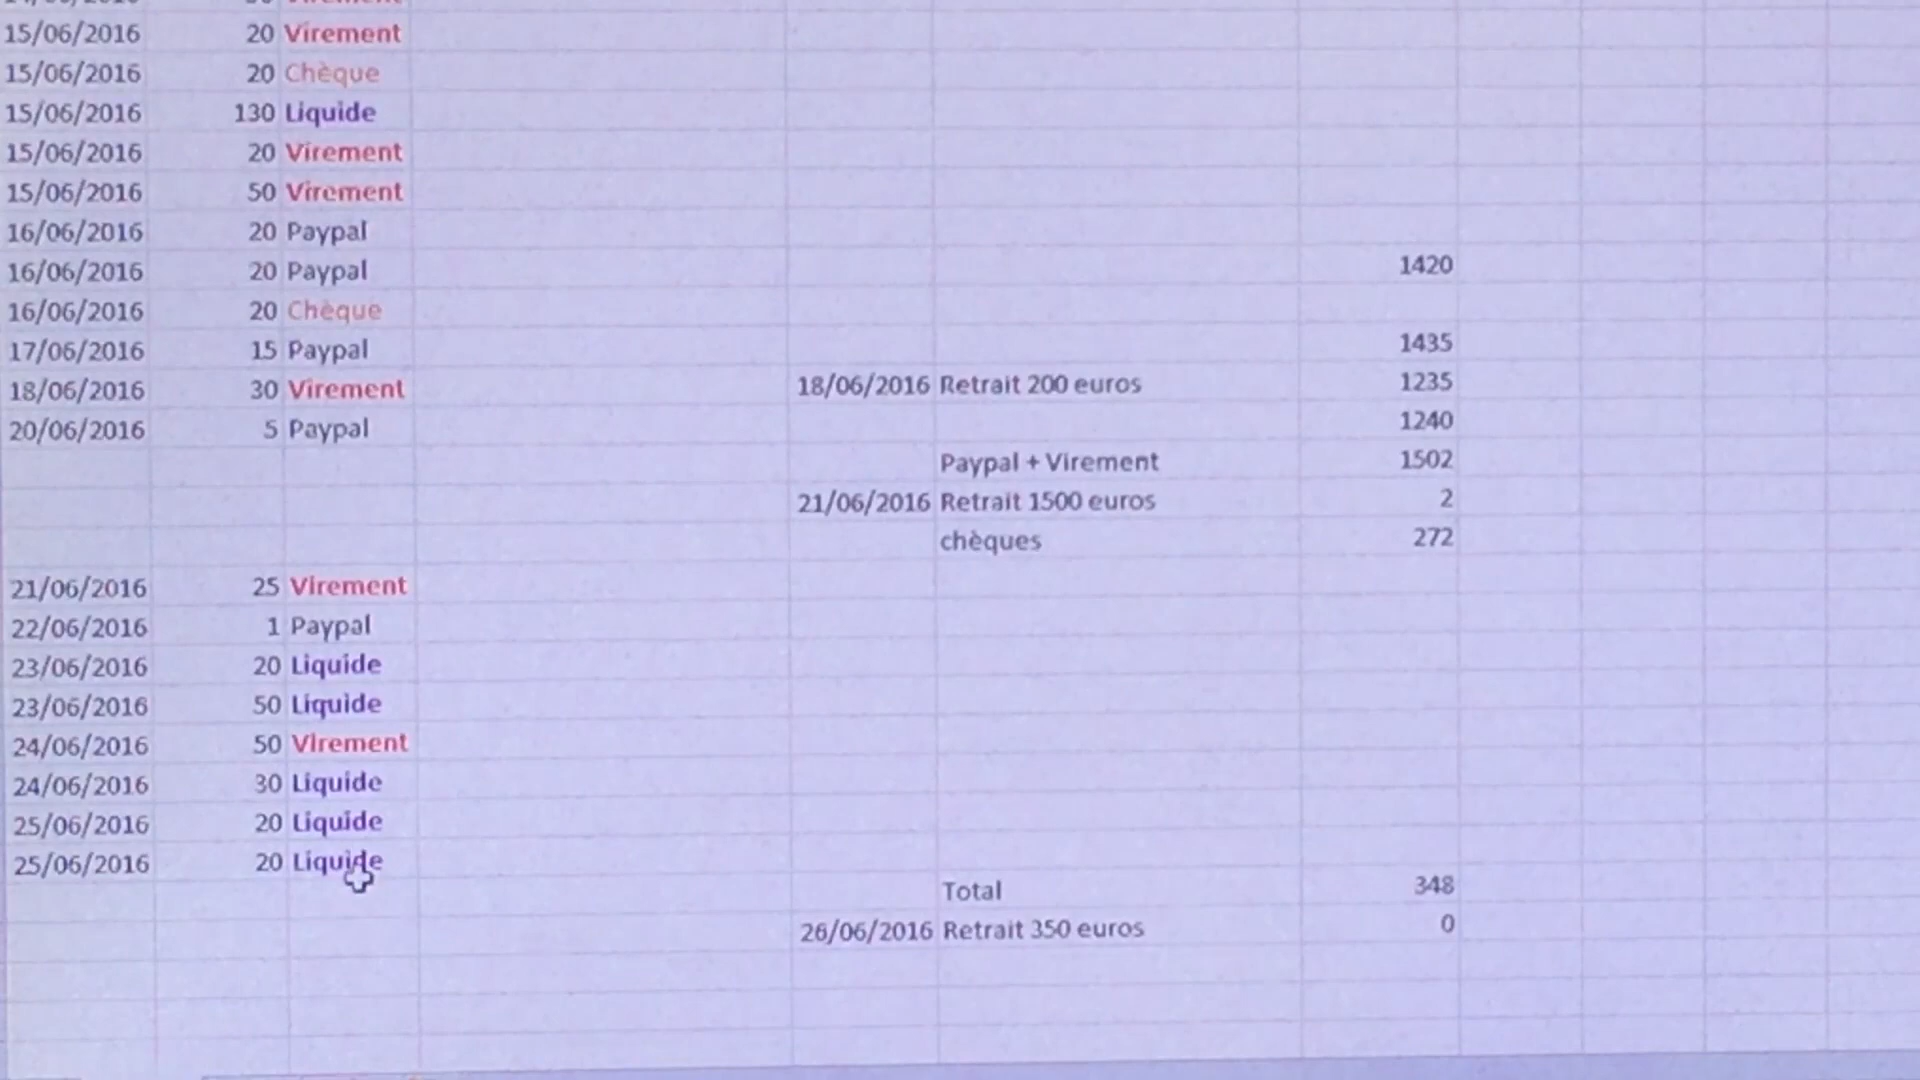 15/06/2016 20 Virement
15/06/2016 20 Chèque
15/06/2016 130 Liquide
15/06/2016 20 Virement
15/06/2016 50 Virement
16/06/2016 20 Paypal
16/06/2016 20 Paypal 1420
16/06/2016 20 Chèque
17/06/2016 15 Paypal 1435
18/06/2016 30 Virement 18/06/2016 Retrait 200 euros 1235
20/06/2016 5 Paypal 1240
Paypal + Virement 1502
21/06/2016 Retrait 1500 euros 2
chèques 272
21/06/2016 25 Virement
22/06/2016 1 Paypal
23/06/2016 20 Liquide
23/06/2016 50 Liquide
24/06/2016 50 Virement
24/06/2016 30 Liquide
25/06/2016 20 Liquide
25/06/2016 20 Liquide
Total 348
26/06/2016 Retrait 350 euros 0